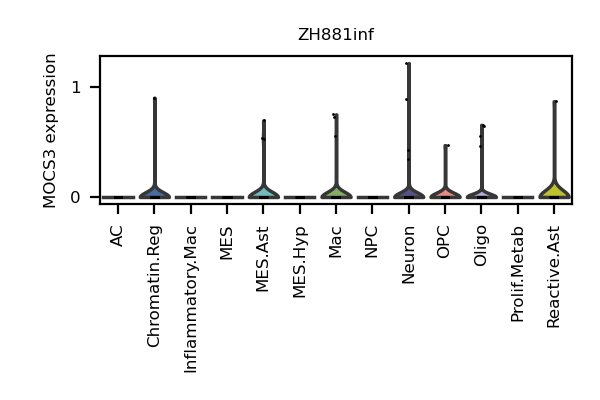 ZH881inf
MOCS3 expression
1
0
AC
Chromatin.Reg
Inflammatory.Mac
MES
MES.Ast
MES.Hyp
Mac
NPC
Neuron
OPC
Oligo
Prolif.Metab
Reactive.Ast